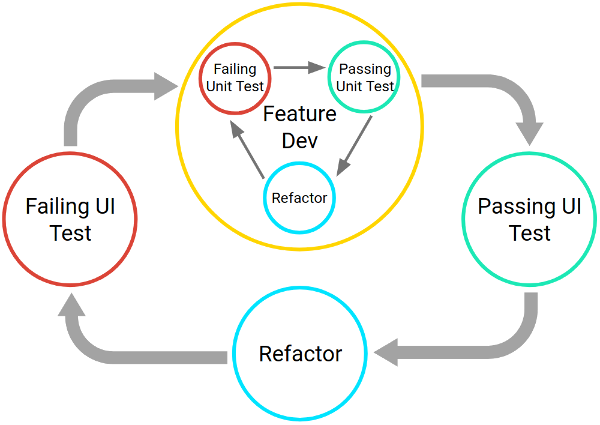 Failing
Unit Test
Passing
Unit Test
Feature
Dev
Refactor
Failing UI
Test
Passing UI
Test
Refactor